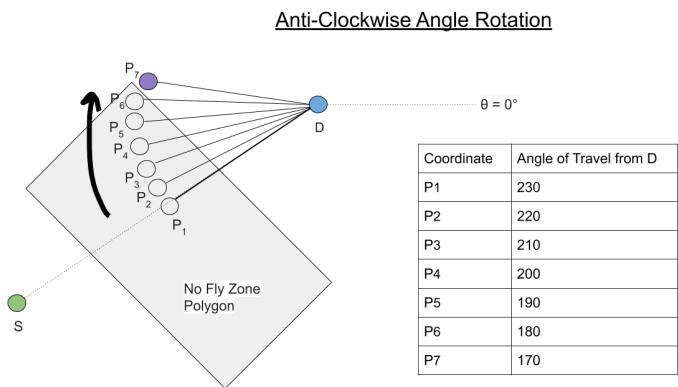 Anti-Clockwise Angle Rotation
P7
P6
P5
P4
P3
P2
P1
D
θ = 0°
S
No Fly Zone
Polygon
Coordinate Angle of Travel from D
P1 230
P2 220
P3 210
P4 200
P5 190
P6 180
P7 170